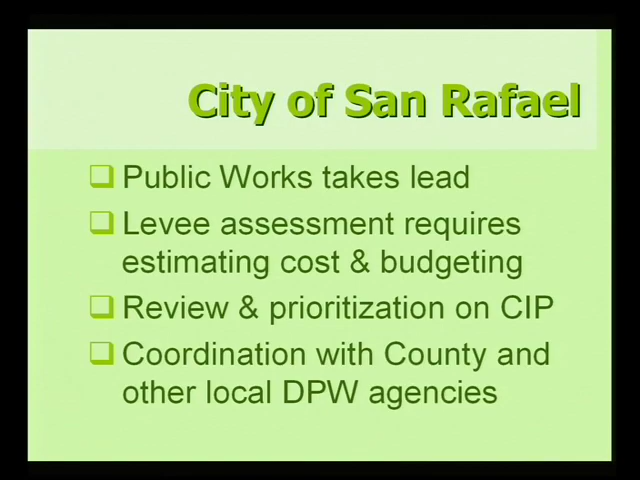 City of San Rafael
Public Works takes lead
Levee assessment requires
estimating cost & budgeting
Review & prioritization on CIP
Coordination with County and
other local DPW agencies